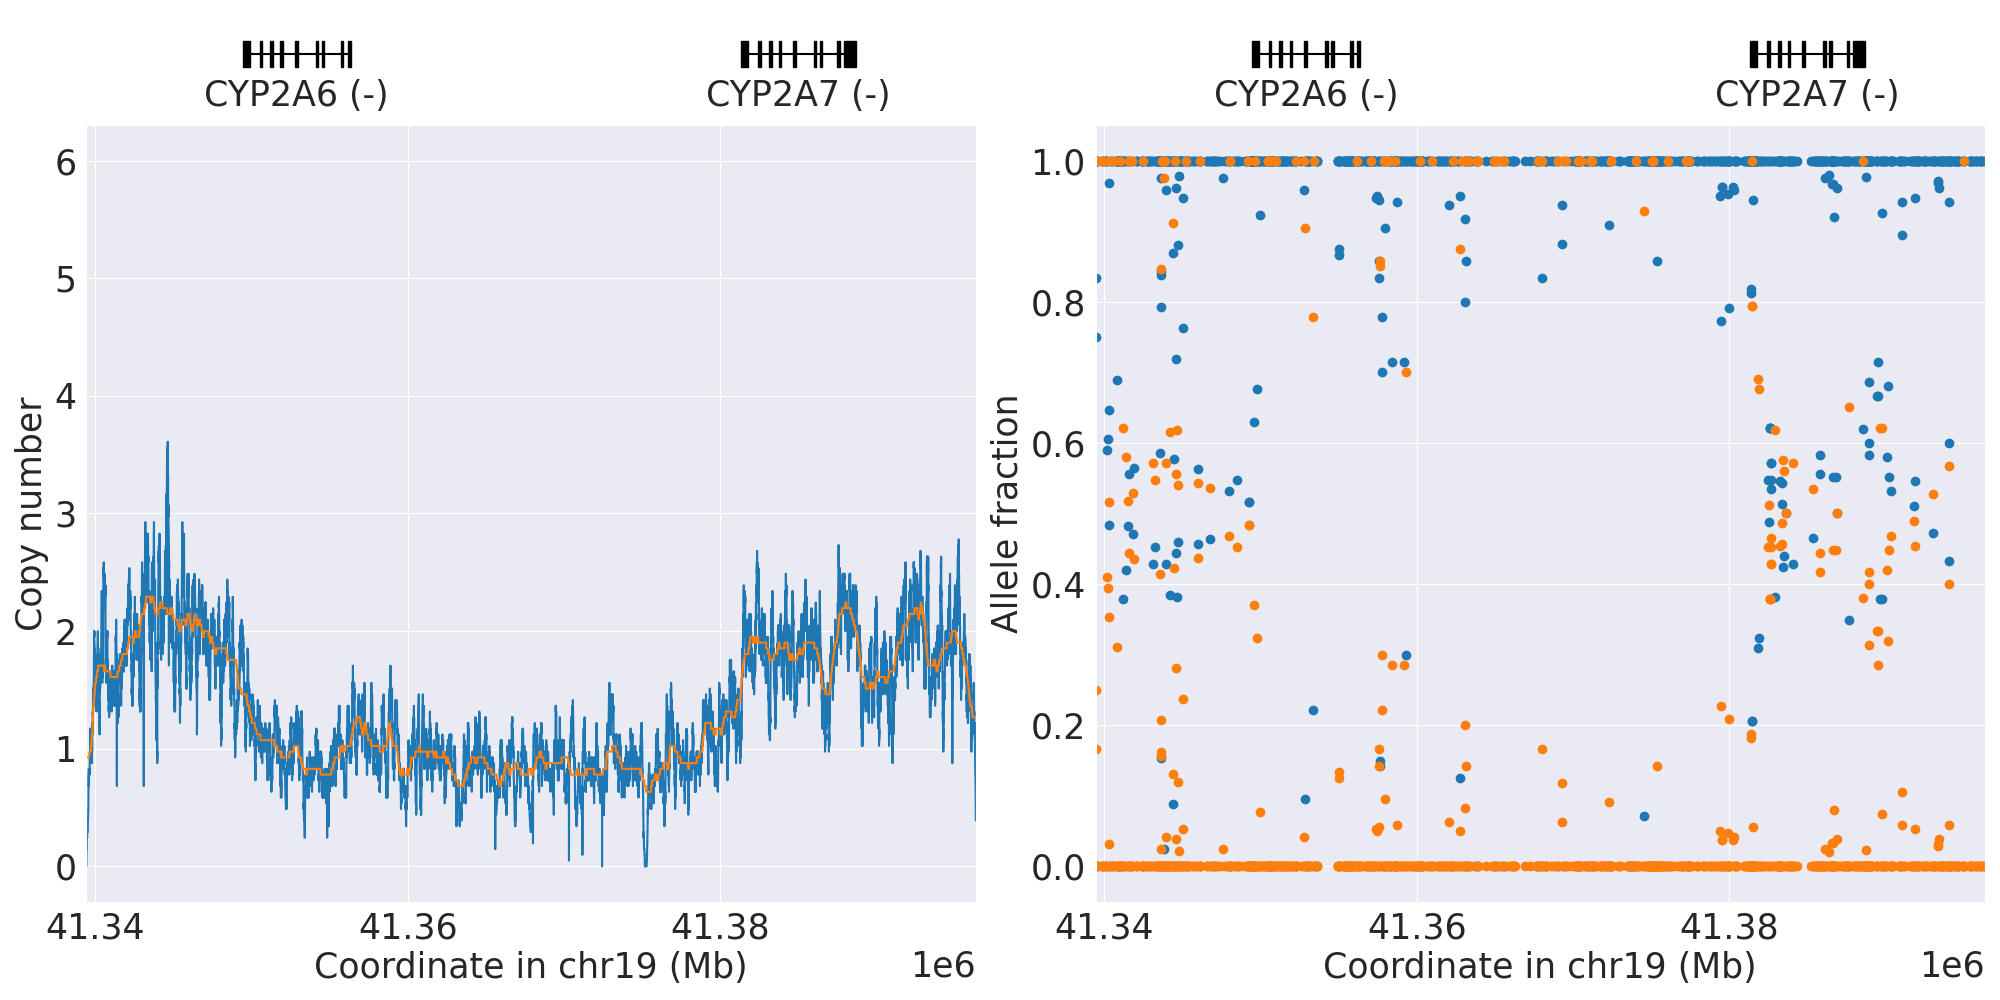 CYP2A6 (-)
CYP2A7 (-)
Copy number
6
5
4
3
2
1
0
41.34
41.36
41.38
Coordinate in chr19 (Mb)
1e6
CYP2A6 (-)
CYP2A7 (-)
Allele fraction
1.0
0.8
0.6
0.4
0.2
0.0
41.34
41.36
41.38
Coordinate in chr19 (Mb)
1e6